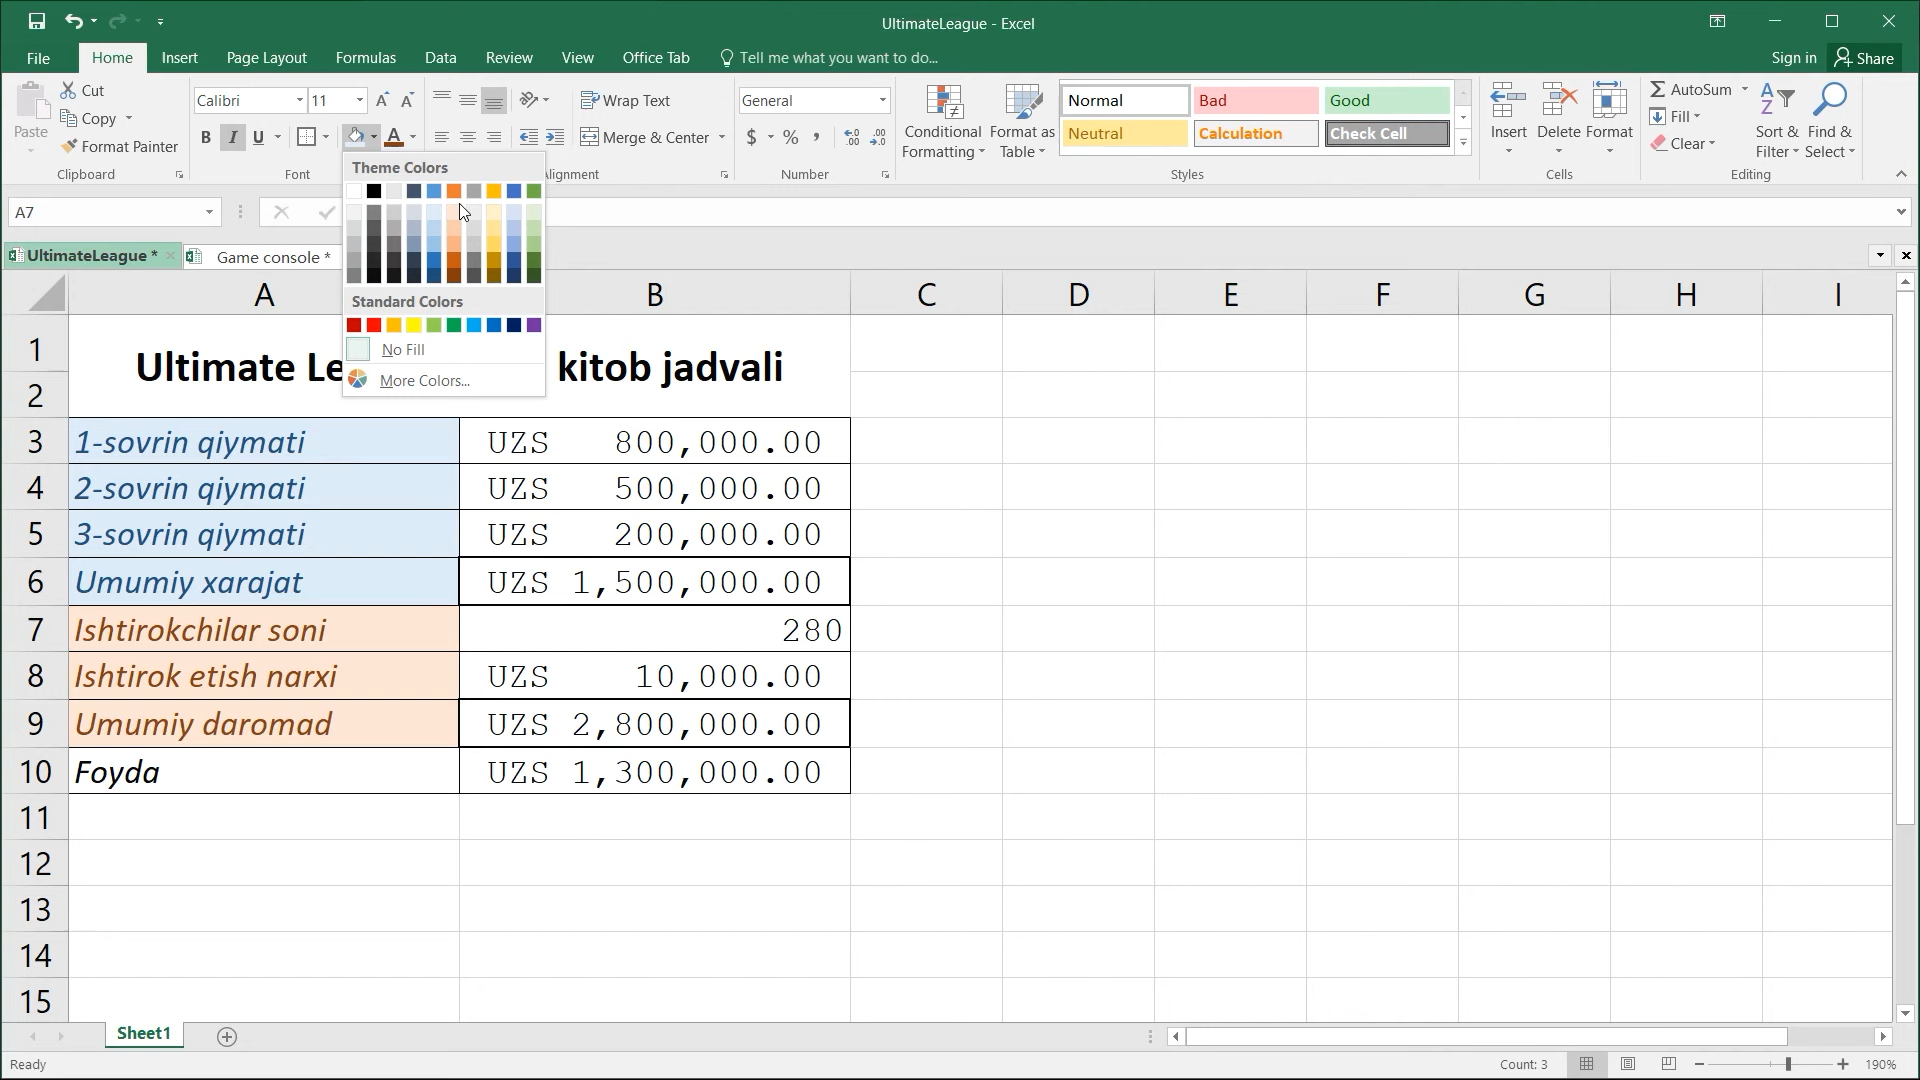 UltimateLeague - Excel
File Home Insert Page Layout Formulas Data Review View Office Tab Tell me what you want to do... Sign in Share
Paste Cut Copy Format Painter Clipboard
Calibri 11 B I U A Font
Wrap Text Merge & Center Alignment
General $ % , Number
Conditional Formatting Format as Table
Normal Bad Good
Neutral Calculation Check Cell
Styles
Insert Delete Format Cells
AutoSum Fill Clear Sort & Filter Find & Select Editing
Theme Colors
Standard Colors
No Fill
More Colors...
A7
UltimateLeague * Game console *
A B C D E F G H I
1 Ultimate Le kitob jadvali
2
3 1-sovrin qiymati UZS 800,000.00
4 2-sovrin qiymati UZS 500,000.00
5 3-sovrin qiymati UZS 200,000.00
6 Umumiy xarajat UZS 1,500,000.00
7 Ishtirokchilar soni 280
8 Ishtirok etish narxi UZS 10,000.00
9 Umumiy daromad UZS 2,800,000.00
10 Foyda UZS 1,300,000.00
11
12
13
14
15
Sheet1
Ready Count: 3 190%